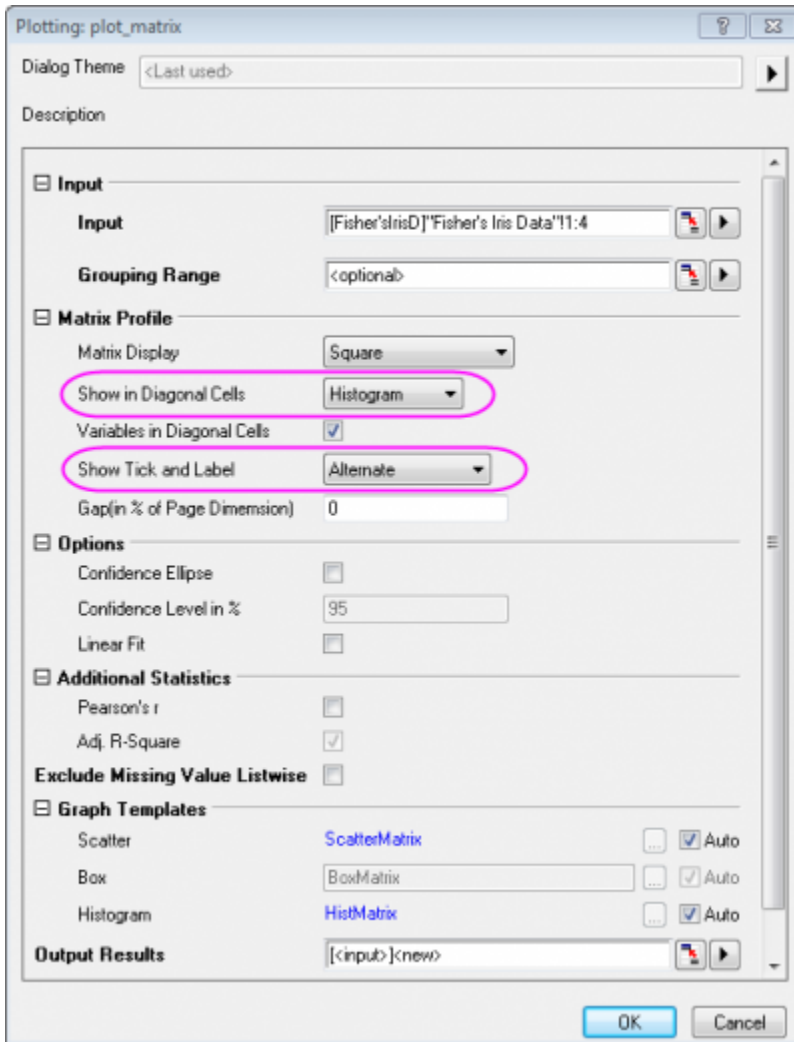 Plotting: plot_matrix
Dialog Theme <Last used>
Description
Input
Input [Fisher'sIrisD]"Fisher's Iris Data"!1:4
Grouping Range <optional>
Matrix Profile
Matrix Display Square
Show in Diagonal Cells Histogram
Variables in Diagonal Cells
Show Tick and Label Alternate
Gap(in % of Page Dimemsion) 0
Options
Confidence Ellipse
Confidence Level in % 95
Linear Fit
Additional Statistics
Pearson's r
Adj. R-Square
Exclude Missing Value Listwise
Graph Templates
Scatter ScatterMatrix ... Auto
Box BoxMatrix ... Auto
Histogram HistMatrix ... Auto
Output Results [<input>]<new>
OK Cancel